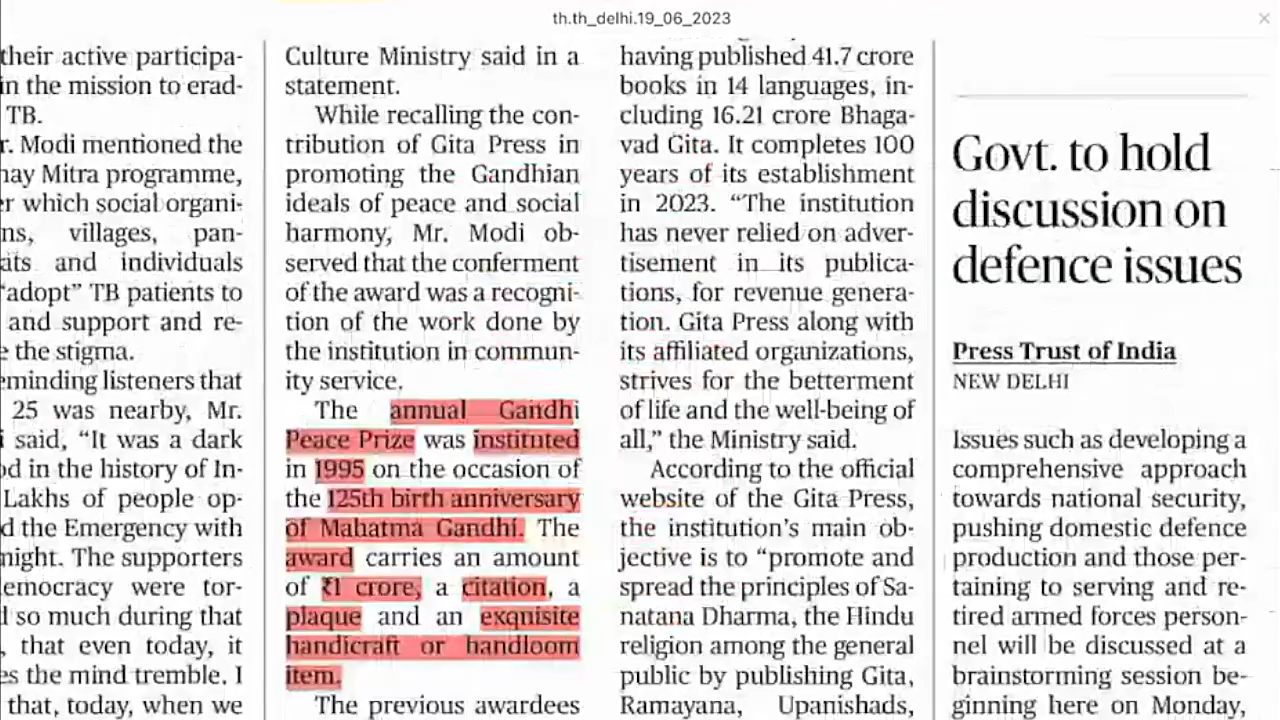 th.th_delhi.19_06_2023
their active participa-
in the mission to erad-
TB.
r. Modi mentioned the
Mitra programme,
which social organi-
villages, pan-
and individuals
“adopt” TB patients to
and support and re-
the stigma.
eminding listeners that
25 was nearby, Mr.
said, “It was a dark
in the history of In-
Lakhs of people op-
the Emergency with
night. The supporters
emocracy were tor-
so much during that
, that even today, it
the mind tremble. I
that, today, when we
Culture Ministry said in a
statement.
While recalling the con-
tribution of Gita Press in
promoting the Gandhian
ideals of peace and social
harmony, Mr. Modi ob-
served that the conferment
of the award was a recogni-
tion of the work done by
the institution in commun-
ity service.
The annual Gandhi
Peace Prize was instituted
in 1995 on the occasion of
the 125th birth anniversary
of Mahatma Gandhi. The
award carries an amount
of ₹1 crore, a citation, a
plaque and an exquisite
handicraft or handloom
item.
The previous awardees
having published 41.7 crore
books in 14 languages, in-
cluding 16.21 crore Bhaga-
vad Gita. It completes 100
years of its establishment
in 2023. “The institution
has never relied on adver-
tisement in its publica-
tions, for revenue genera-
tion. Gita Press along with
its affiliated organizations,
strives for the betterment
of life and the well-being of
all,” the Ministry said.
According to the official
website of the Gita Press,
the institution’s main ob-
jective is to “promote and
spread the principles of Sa-
natana Dharma, the Hindu
religion among the general
public by publishing Gita,
Ramayana, Upanishads,
Govt. to hold
discussion on
defence issues
Press Trust of India
NEW DELHI
Issues such as developing a
comprehensive approach
towards national security,
pushing domestic defence
production and those per-
taining to serving and re-
tired armed forces person-
nel will be discussed at a
brainstorming session be-
ginning here on Monday,